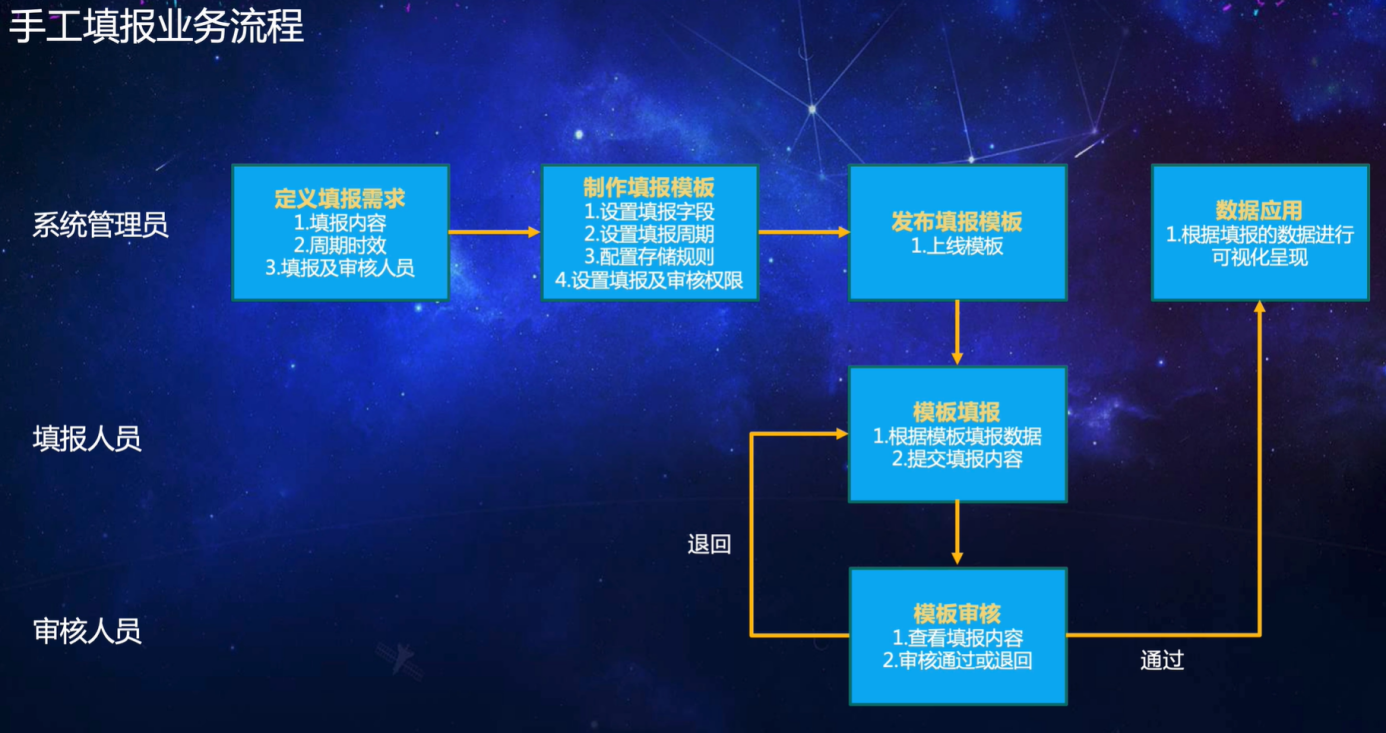 手工填报业务流程
系统管理员
定义填报需求
1.填报内容
2.周期时效
3.填报及审核人员
制作填报模板
1.设置填报字段
2.设置填报周期
3.配置存储规则
4.设置填报及审核权限
发布填报模板
1.上线模板
数据应用
1.根据填报的数据进行
可视化呈现
填报人员
模板填报
1.根据模板填报数据
2.提交填报内容
退回
审核人员
模板审核
1.查看填报内容
2.审核通过或退回
通过